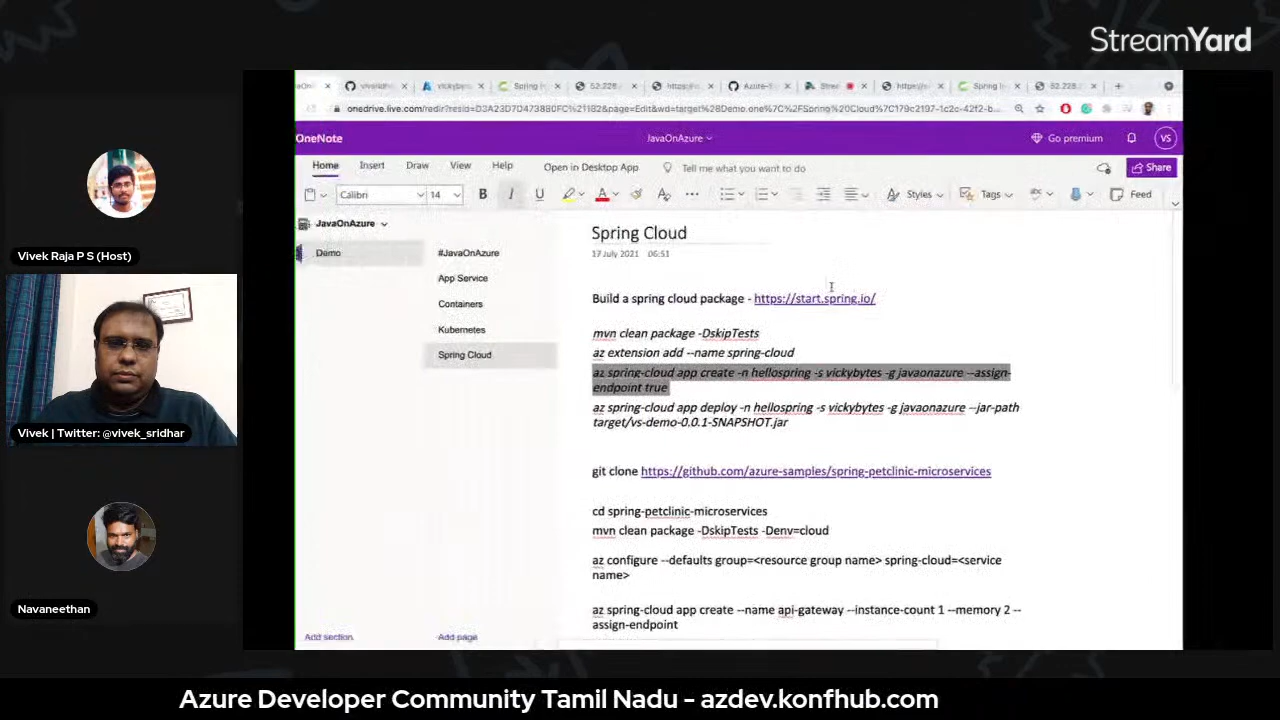 StreamYard
Vivek Raja P S (Host)
Vivek | Twitter: @vivek_sridhar
Navaneethan
OneNote
JavaOnAzure
Go premium
VS
Home Insert Draw View Help Open in Desktop App Tell me what you want to do
Share
Calibri 14 B I U A Styles Tags Feed
JavaOnAzure
Demo
#JavaOnAzure
App Service
Containers
Kubernetes
Spring Cloud
Add section
Add page
Spring Cloud
17 July 2021 06:51
Build a spring cloud package - https://start.spring.io/
mvn clean package -DskipTests
az extension add --name spring-cloud
az spring-cloud app create -n hellospring -s vickybytes -g javaonazure --assign-
endpoint true
az spring-cloud app deploy -n hellospring -s vickybytes -g javaonazure --jar-path
target/vs-demo-0.0.1-SNAPSHOT.jar
git clone https://github.com/azure-samples/spring-petclinic-microservices
cd spring-petclinic-microservices
mvn clean package -DskipTests -Denv=cloud
az configure --defaults group=<resource group name> spring-cloud=<service
name>
az spring-cloud app create --name api-gateway --instance-count 1 --memory 2 --
assign-endpoint
Azure Developer Community Tamil Nadu - azdev.konfhub.com